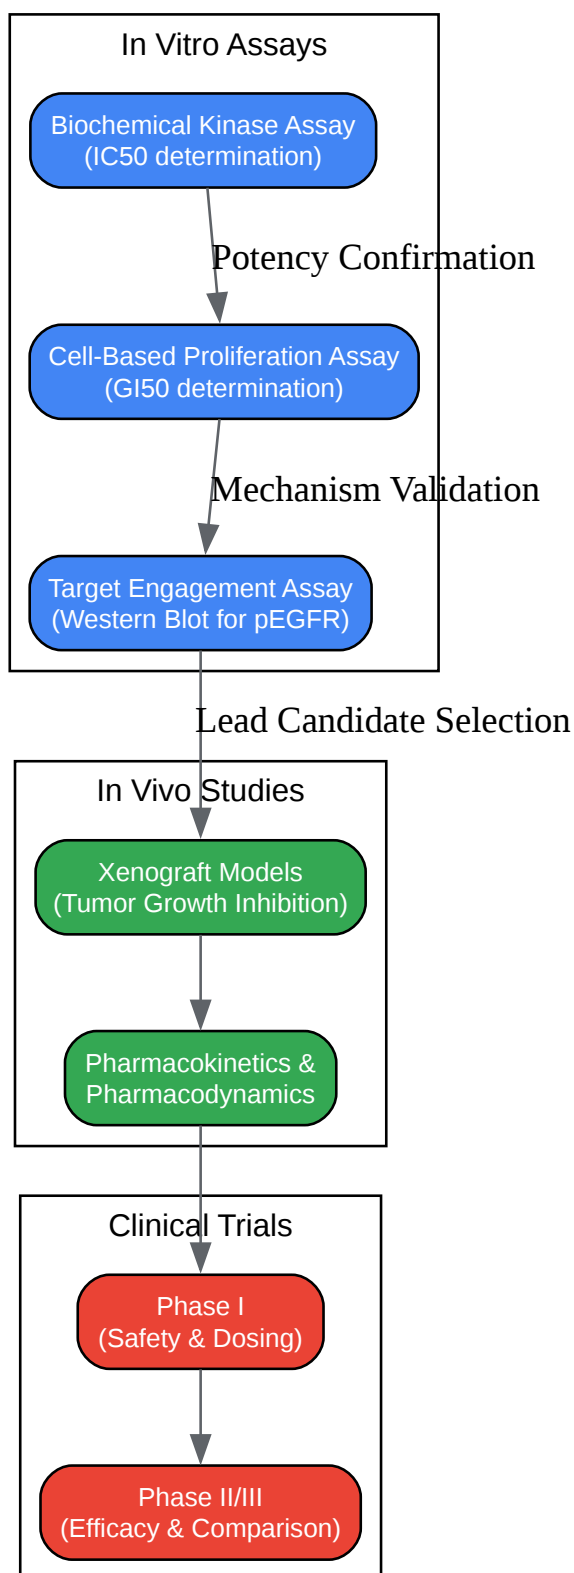 In Vitro Assays
Biochemical Kinase Assay
(IC50 determination)
Potency Confirmation
Cell-Based Proliferation Assay
(GI50 determination)
Mechanism Validation
Target Engagement Assay
(Western Blot for pEGFR)
Lead Candidate Selection
In Vivo Studies
Xenograft Models
(Tumor Growth Inhibition)
Pharmacokinetics &
Pharmacodynamics
Clinical Trials
Phase I
(Safety & Dosing)
Phase II/III
(Efficacy & Comparison)